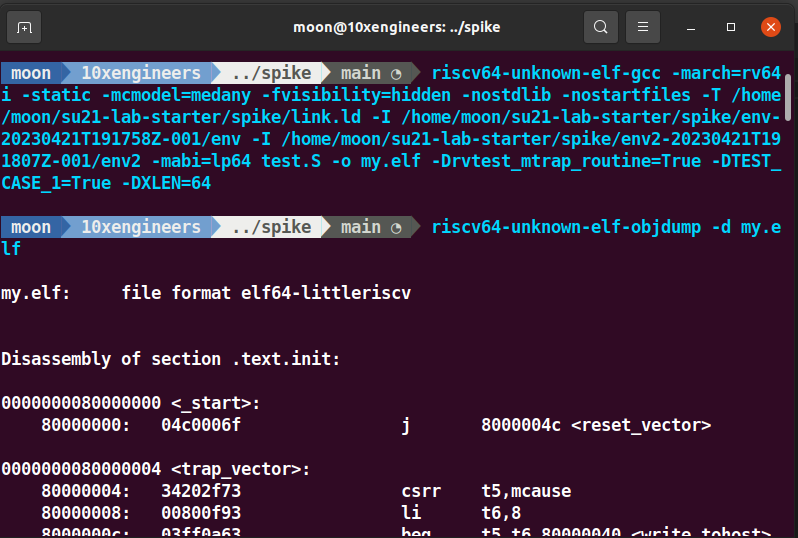 moon@10xengineers: ../spike
moon 10xengineers ../spike main riscv64-unknown-elf-gcc -march=rv64
i -static -mcmodel=medany -fvisibility=hidden -nostdlib -nostartfiles -T /home
/moon/su21-lab-starter/spike/link.ld -I /home/moon/su21-lab-starter/spike/env-
20230421T191758Z-001/env -I /home/moon/su21-lab-starter/spike/env2-20230421T19
1807Z-001/env2 -mabi=lp64 test.S -o my.elf -Drvtest_mtrap_routine=True -DTEST_
CASE_1=True -DXLEN=64
moon 10xengineers ../spike main riscv64-unknown-elf-objdump -d my.e
lf
my.elf: file format elf64-littleriscv
Disassembly of section .text.init:
0000000080000000 <_start>:
80000000: 04c0006f j 8000004c <reset_vector>
0000000080000004 <trap_vector>:
80000004: 34202f73 csrr t5,mcause
80000008: 00800f93 li t6,8
8000000c: 03ff0a63 beq t5,t6,80000040 <write_tohost>